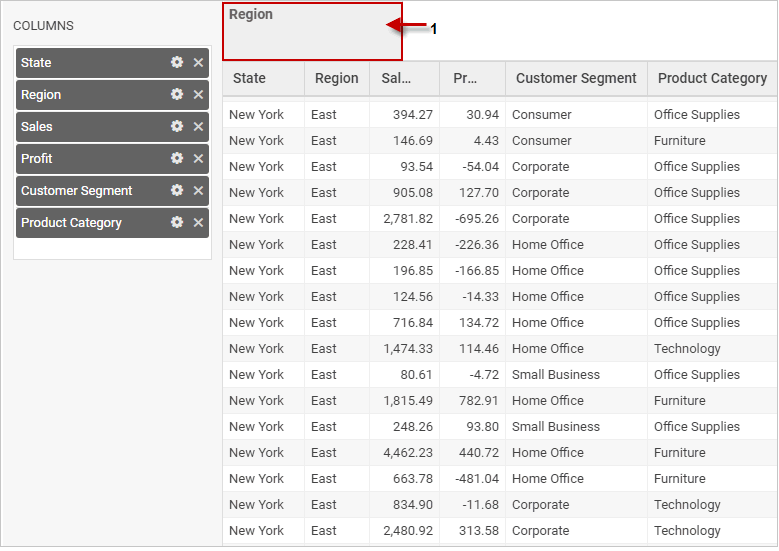 COLUMNS
State
Region
Sales
Profit
Customer Segment
Product Category
Region
1
State Region Sal... Pr... Customer Segment Product Category
New York East 394.27 30.94 Consumer Office Supplies
New York East 146.69 4.43 Consumer Furniture
New York East 93.54 -54.04 Corporate Office Supplies
New York East 905.08 127.70 Corporate Office Supplies
New York East 2,781.82 -695.26 Corporate Office Supplies
New York East 228.41 -226.36 Home Office Office Supplies
New York East 196.85 -166.85 Home Office Office Supplies
New York East 124.56 -14.33 Home Office Office Supplies
New York East 716.84 134.72 Home Office Office Supplies
New York East 1,474.33 114.46 Home Office Technology
New York East 80.61 -4.72 Small Business Office Supplies
New York East 1,815.49 782.91 Home Office Furniture
New York East 248.26 93.80 Small Business Office Supplies
New York East 4,462.23 440.72 Home Office Furniture
New York East 663.78 -481.04 Home Office Furniture
New York East 834.90 -11.68 Corporate Technology
New York East 2,480.92 313.58 Corporate Technology